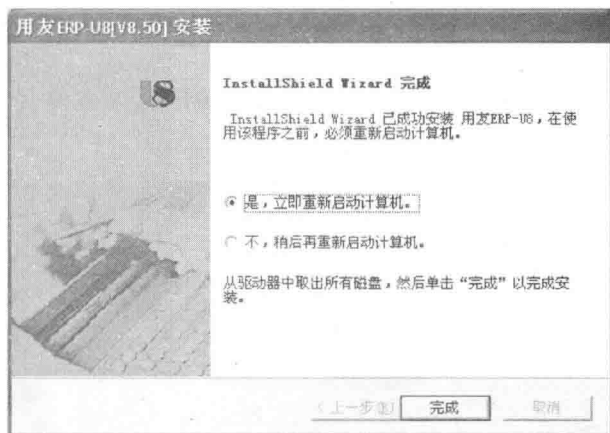 用友ERP-U8[V8.50] 安装
U8
InstallShield Wizard 完成
InstallShield Wizard 已成功安装 用友ERP-U8，在使
用该程序之前，必须重新启动计算机。
是，立即重新启动计算机。
不，稍后再重新启动计算机。
从驱动器中取出所有磁盘，然后单击“完成”以完成安
装。
<上一步(B) 完成 取消